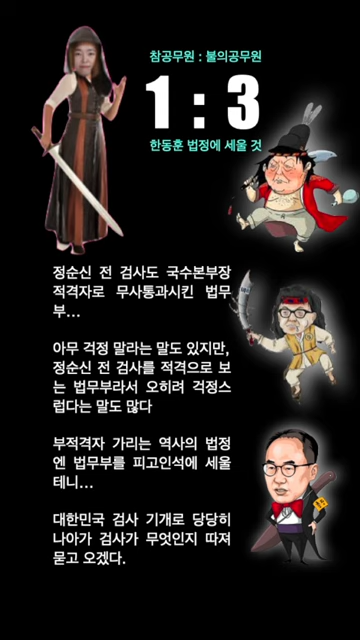 참공무원 : 불의공무원
1 : 3
한동훈 법정에 세울 것
정순신 전 검사도 국수본부장
적격자로 무사통과시킨 법무
부...
아무 걱정 말라는 말도 있지만,
정순신 전 검사를 적격으로 보
는 법무부라서 오히려 걱정스
럽다는 말도 많다
부적격자 가리는 역사의 법정
엔 법무부를 피고인석에 세울
테니...
대한민국 검사 기개로 당당히
나아가 검사가 무엇인지 따져
묻고 오겠다.